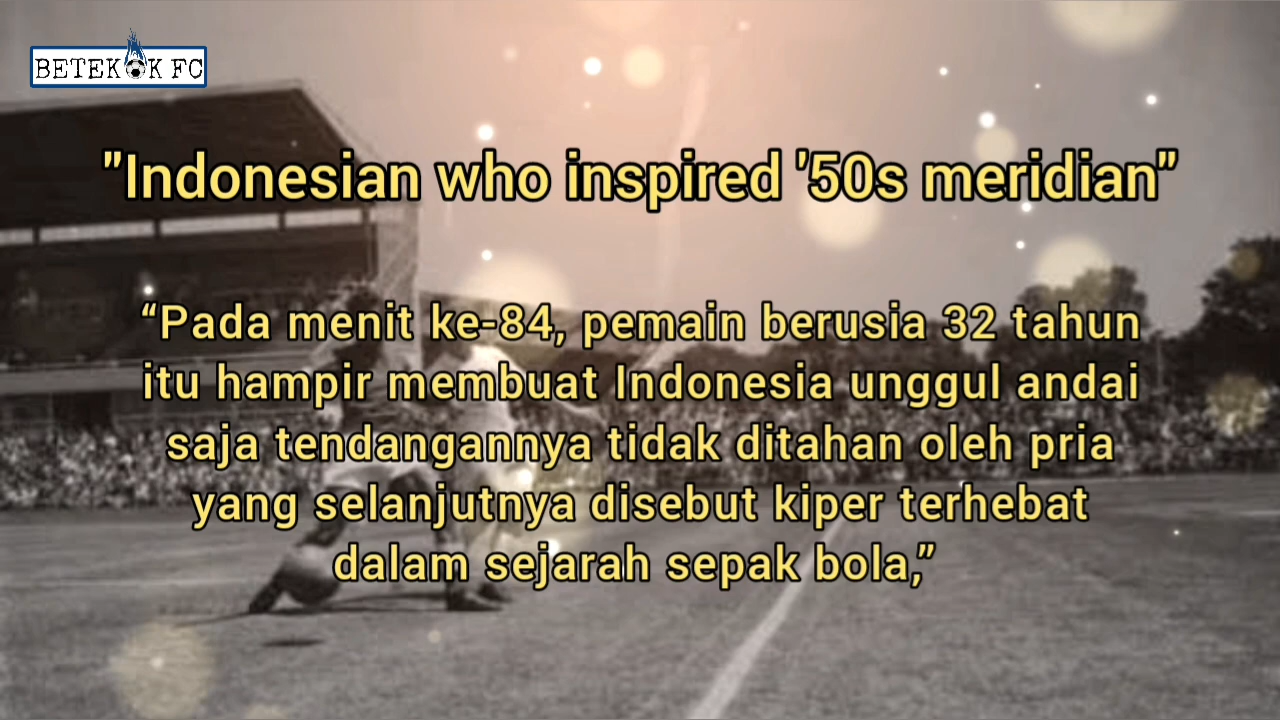 BETEKOK FC
"Indonesian who inspired '50s meridian"
“Pada menit ke-84, pemain berusia 32 tahun
itu hampir membuat Indonesia unggul andai
saja tendangannya tidak ditahan oleh pria
yang selanjutnya disebut kiper terhebat
dalam sejarah sepak bola,”